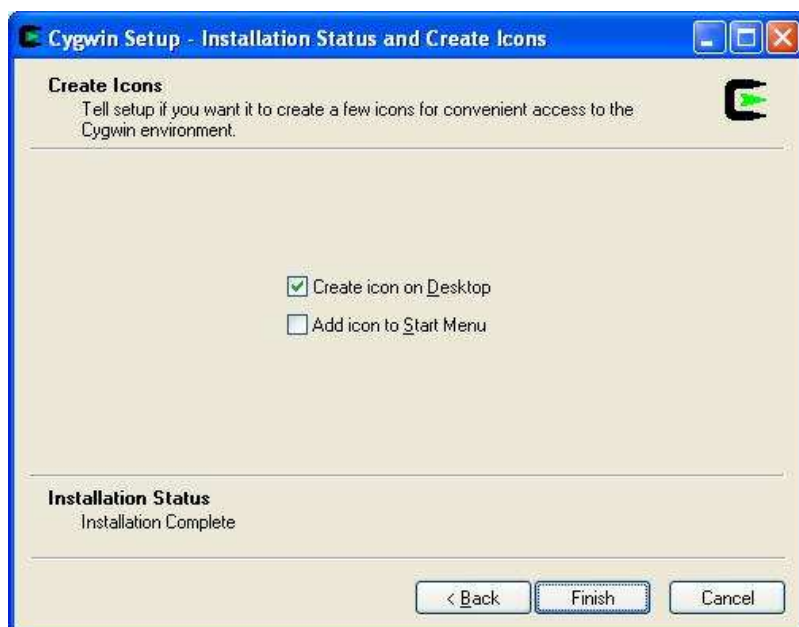 Cygwin Setup - Installation Status and Create Icons
Create Icons
Tell setup if you want it to create a few icons for convenient access to the
Cygwin environment.
Create icon on Desktop
Add icon to Start Menu
Installation Status
Installation Complete
< Back Finish Cancel